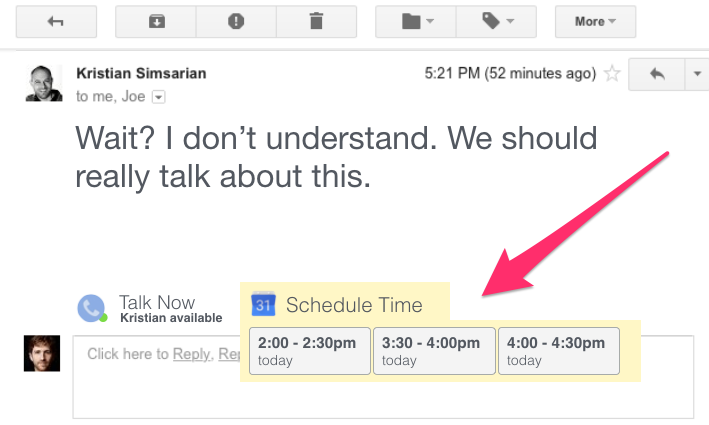 More
Kristian Simsarian
5:21 PM (52 minutes ago)
to me, Joe
Wait? I don’t understand. We should
really talk about this.
Talk Now
Kristian available
31
Schedule Time
Click here to Reply,
2:00 - 2:30pm
today
3:30 - 4:00pm
today
4:00 - 4:30pm
today